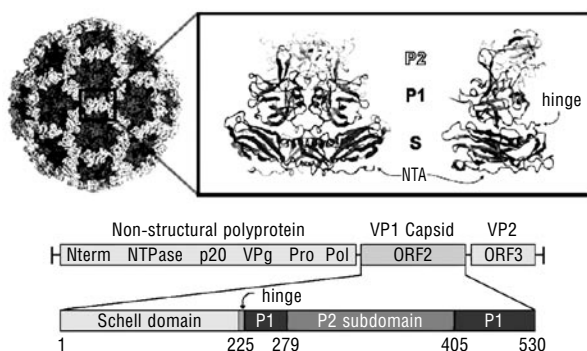 P2
P1
hinge
S
NTA
Non-structural polyprotein VP1 Capsid VP2
Nterm NTPase p20 VPg Pro Pol ORF2 ORF3
hinge
Schell domain P1 P2 subdomain P1
1 225 279 405 530